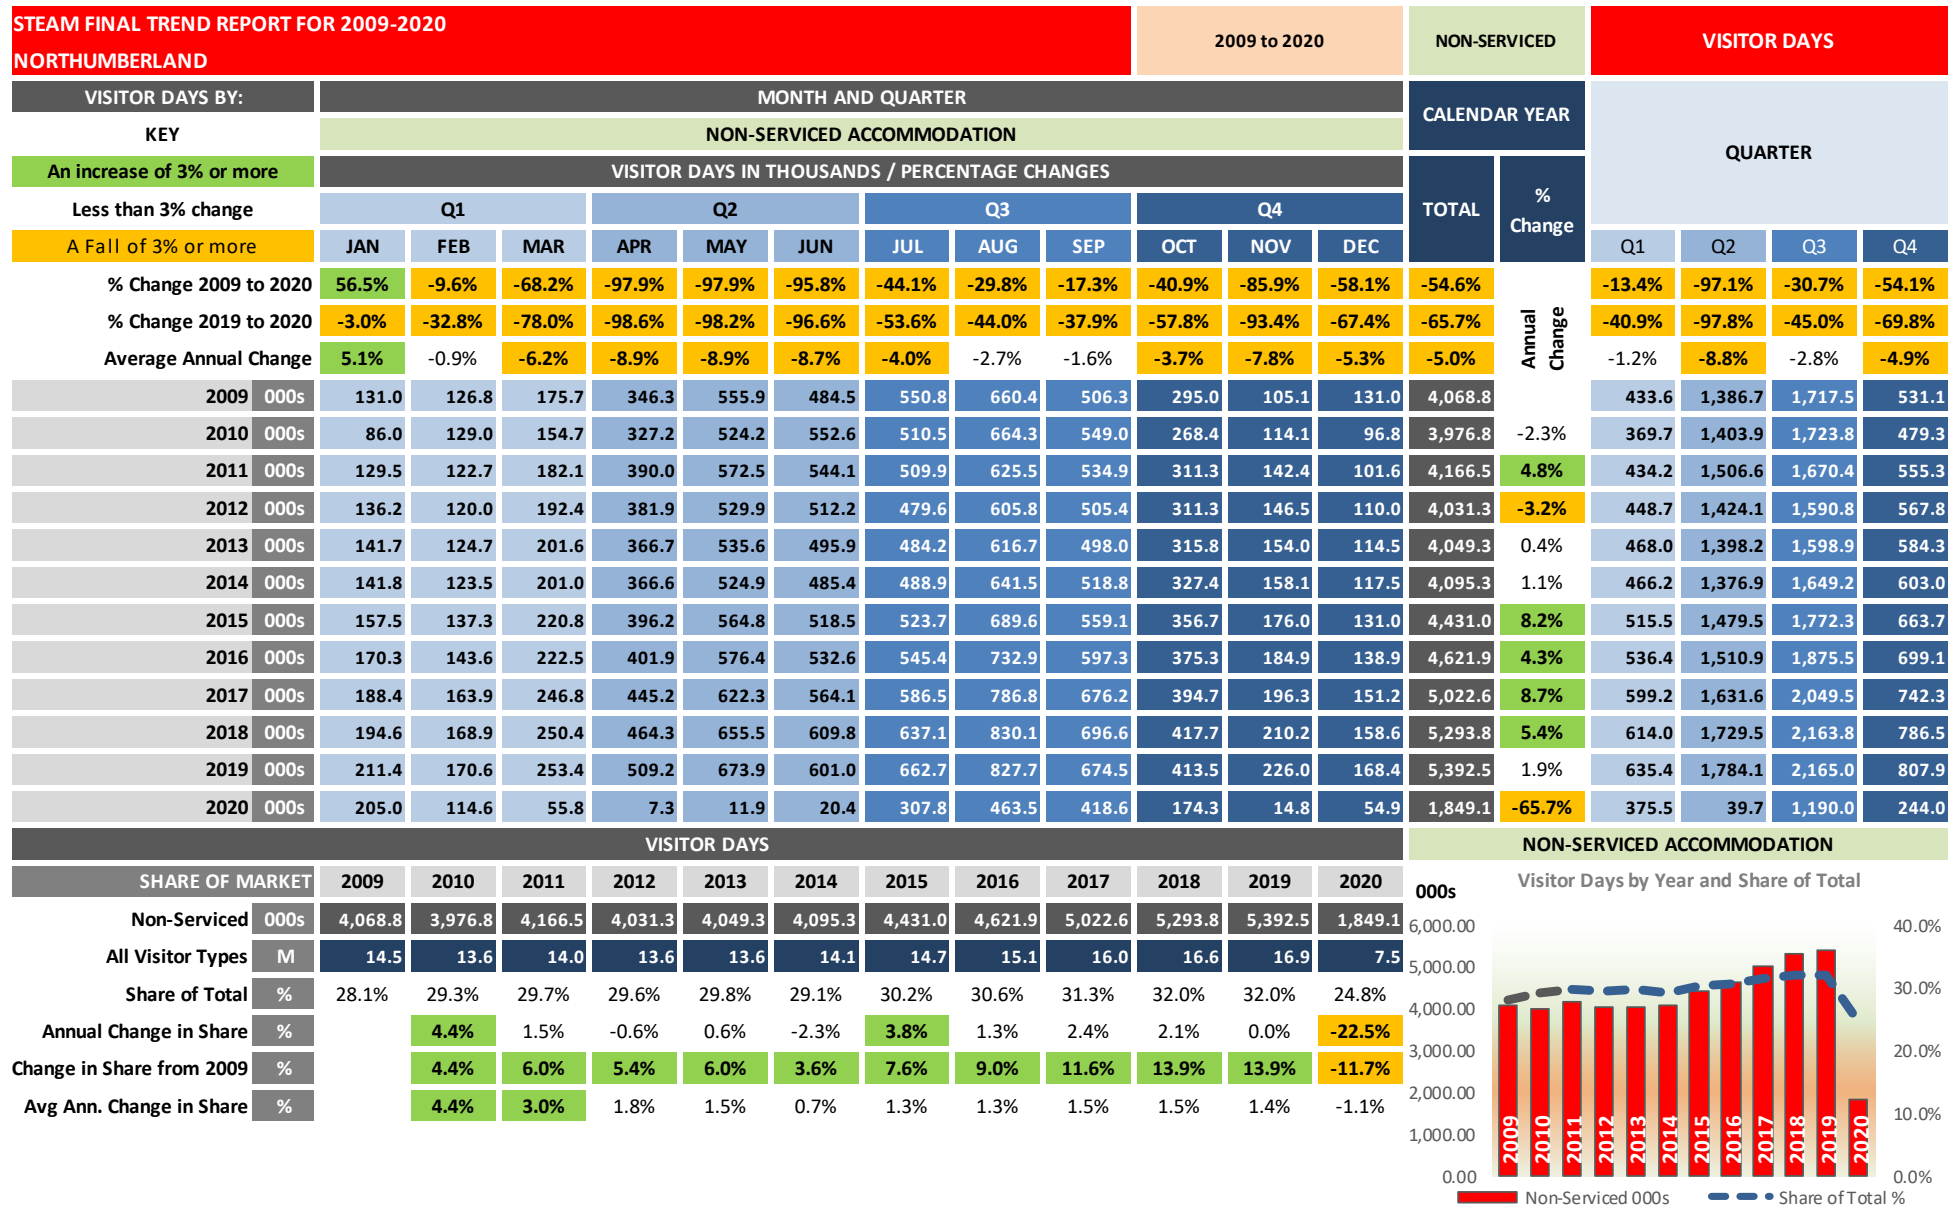 STEAM FINAL TREND REPORT FOR 2009-2020
NORTHUMBERLAND
2009 to 2020
NON-SERVICED
VISITOR DAYS
VISITOR DAYS BY:
MONTH AND QUARTER
CALENDAR YEAR
QUARTER
KEY
NON-SERVICED ACCOMMODATION
An increase of 3% or more
VISITOR DAYS IN THOUSANDS / PERCENTAGE CHANGES
TOTAL
% Change
Less than 3% change
Q1 Q2 Q3 Q4
A Fall of 3% or more
JAN FEB MAR APR MAY JUN JUL AUG SEP OCT NOV DEC Q1 Q2 Q3 Q4
% Change 2009 to 2020 56.5% -9.6% -68.2% -97.9% -97.9% -95.8% -44.1% -29.8% -17.3% -40.9% -85.9% -58.1% -54.6% -13.4% -97.1% -30.7% -54.1%
% Change 2019 to 2020 -3.0% -32.8% -78.0% -98.6% -98.2% -96.6% -53.6% -44.0% -37.9% -57.8% -93.4% -67.4% -65.7% -40.9% -97.8% -45.0% -69.8%
Average Annual Change 5.1% -0.9% -6.2% -8.9% -8.9% -8.7% -4.0% -2.7% -1.6% -3.7% -7.8% -5.3% -5.0% -1.2% -8.8% -2.8% -4.9%
Annual Change
2009 000s 131.0 126.8 175.7 346.3 555.9 484.5 550.8 660.4 506.3 295.0 105.1 131.0 4,068.8 433.6 1,386.7 1,717.5 531.1
2010 000s 86.0 129.0 154.7 327.2 524.2 552.6 510.5 664.3 549.0 268.4 114.1 96.8 3,976.8 -2.3% 369.7 1,403.9 1,723.8 479.3
2011 000s 129.5 122.7 182.1 390.0 572.5 544.1 509.9 625.5 534.9 311.3 142.4 101.6 4,166.5 4.8% 434.2 1,506.6 1,670.4 555.3
2012 000s 136.2 120.0 192.4 381.9 529.9 512.2 479.6 605.8 505.4 311.3 146.5 110.0 4,031.3 -3.2% 448.7 1,424.1 1,590.8 567.8
2013 000s 141.7 124.7 201.6 366.7 535.6 495.9 484.2 616.7 498.0 315.8 154.0 114.5 4,049.3 0.4% 468.0 1,398.2 1,598.9 584.3
2014 000s 141.8 123.5 201.0 366.6 524.9 485.4 488.9 641.5 518.8 327.4 158.1 117.5 4,095.3 1.1% 466.2 1,376.9 1,649.2 603.0
2015 000s 157.5 137.3 220.8 396.2 564.8 518.5 523.7 689.6 559.1 356.7 176.0 131.0 4,431.0 8.2% 515.5 1,479.5 1,772.3 663.7
2016 000s 170.3 143.6 222.5 401.9 576.4 532.6 545.4 732.9 597.3 375.3 184.9 138.9 4,621.9 4.3% 536.4 1,510.9 1,875.5 699.1
2017 000s 188.4 163.9 246.8 445.2 622.3 564.1 586.5 786.8 676.2 394.7 196.3 151.2 5,022.6 8.7% 599.2 1,631.6 2,049.5 742.3
2018 000s 194.6 168.9 250.4 464.3 655.5 609.8 637.1 830.1 696.6 417.7 210.2 158.6 5,293.8 5.4% 614.0 1,729.5 2,163.8 786.5
2019 000s 211.4 170.6 253.4 509.2 673.9 601.0 662.7 827.7 674.5 413.5 226.0 168.4 5,392.5 1.9% 635.4 1,784.1 2,165.0 807.9
2020 000s 205.0 114.6 55.8 7.3 11.9 20.4 307.8 463.5 418.6 174.3 14.8 54.9 1,849.1 -65.7% 375.5 39.7 1,190.0 244.0
VISITOR DAYS
SHARE OF MARKET 2009 2010 2011 2012 2013 2014 2015 2016 2017 2018 2019 2020
Non-Serviced 000s 4,068.8 3,976.8 4,166.5 4,031.3 4,049.3 4,095.3 4,431.0 4,621.9 5,022.6 5,293.8 5,392.5 1,849.1
All Visitor Types M 14.5 13.6 14.0 13.6 13.6 14.1 14.7 15.1 16.0 16.6 16.9 7.5
Share of Total % 28.1% 29.3% 29.7% 29.6% 29.8% 29.1% 30.2% 30.6% 31.3% 32.0% 32.0% 24.8%
Annual Change in Share % 4.4% 1.5% -0.6% 0.6% -2.3% 3.8% 1.3% 2.4% 2.1% 0.0% -22.5%
Change in Share from 2009 % 4.4% 6.0% 5.4% 6.0% 3.6% 7.6% 9.0% 11.6% 13.9% 13.9% -11.7%
Avg Ann. Change in Share % 4.4% 3.0% 1.8% 1.5% 0.7% 1.3% 1.3% 1.5% 1.5% 1.4% -1.1%
NON-SERVICED ACCOMMODATION
Visitor Days by Year and Share of Total
000s
6,000.00 40.0%
5,000.00
30.0%
4,000.00
3,000.00 20.0%
2,000.00
10.0%
1,000.00
0.00 0.0%
2009 2010 2011 2012 2013 2014 2015 2016 2017 2018 2019 2020
Non-Serviced 000s Share of Total %